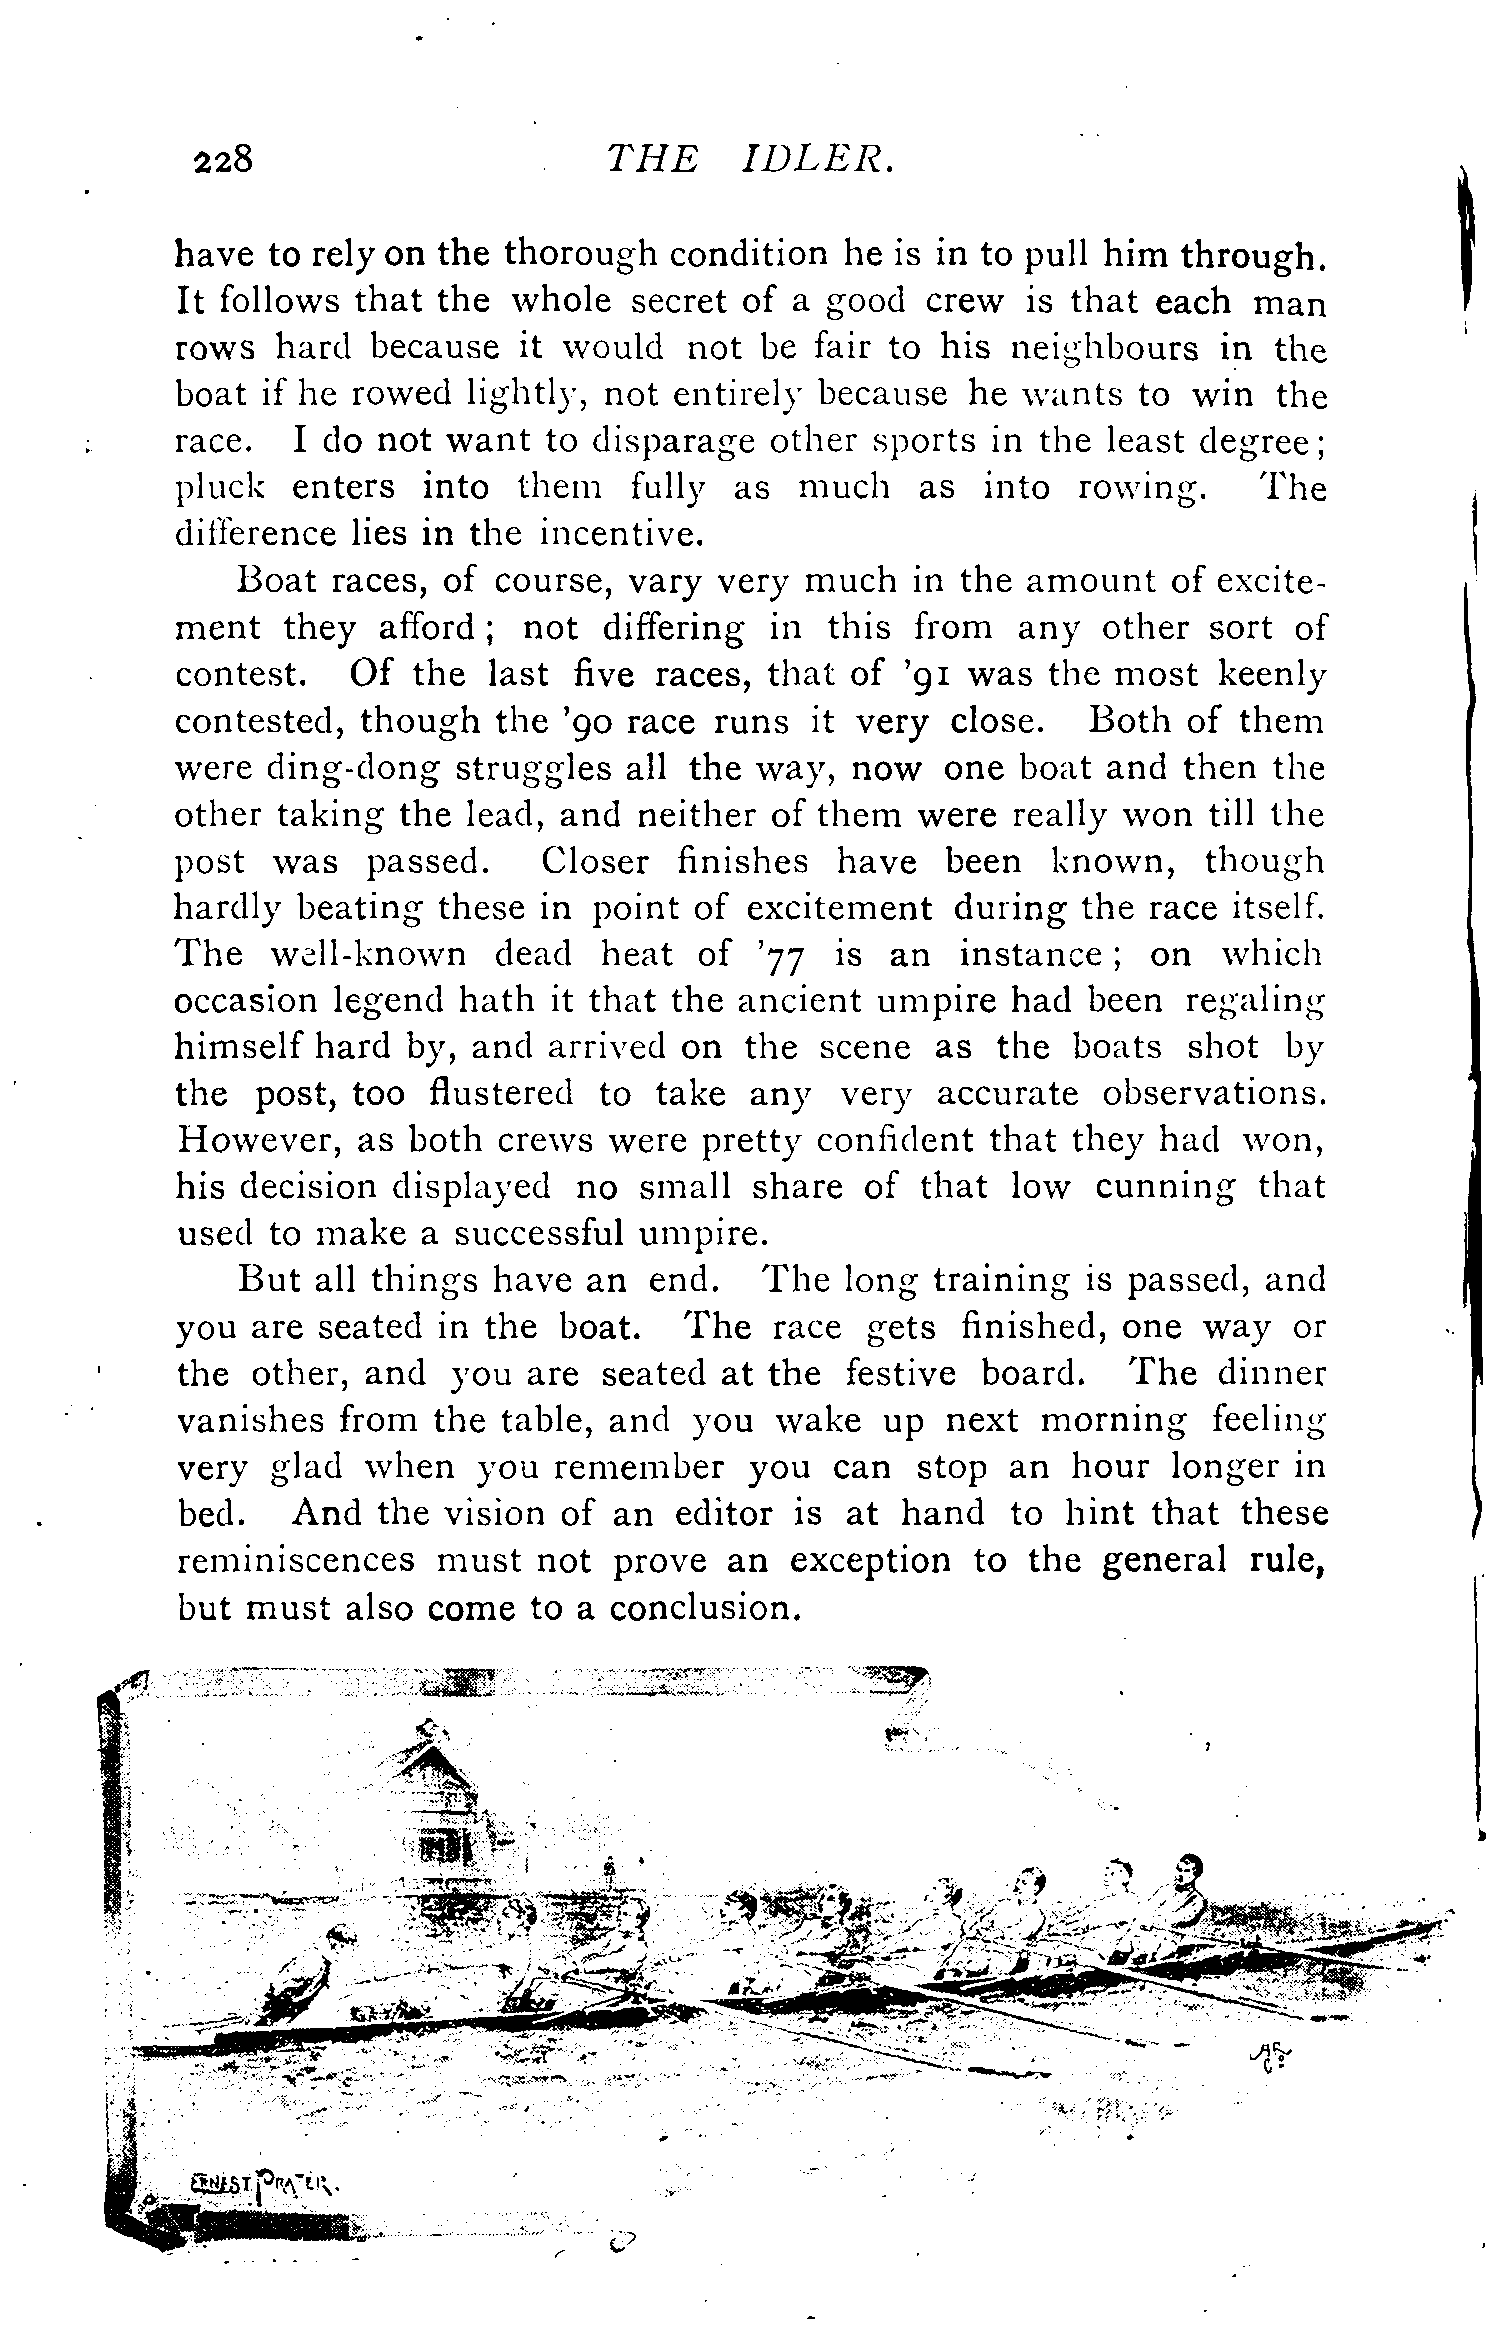 228 THE IDLER.
have to rely on the thorough condition he is in to pull him through.
It follows that the whole secret of a good crew is that each man
rows hard because it would not be fair to his neighbours in the
boat if he rowed lightly, not entirely because he wants to win the
race. I do not want to disparage other sports in the least degree;
pluck enters into them fully as much as into rowing. The
difference lies in the incentive.
Boat races, of course, vary very much in the amount of excite-
ment they afford; not differing in this from any other sort of
contest. Of the last five races, that of '91 was the most keenly
contested, though the '90 race runs it very close. Both of them
were ding-dong struggles all the way, now one boat and then the
other taking the lead, and neither of them were really won till the
post was passed. Closer finishes have been known, though
hardly beating these in point of excitement during the race itself.
The well-known dead heat of '77 is an instance; on which
occasion legend hath it that the ancient umpire had been regaling
himself hard by, and arrived on the scene as the boats shot by
the post, too flustered to take any very accurate observations.
However, as both crews were pretty confident that they had won,
his decision displayed no small share of that low cunning that
used to make a successful umpire.
But all things have an end. The long training is passed, and
you are seated in the boat. The race gets finished, one way or
the other, and you are seated at the festive board. The dinner
vanishes from the table, and you wake up next morning feeling
very glad when you remember you can stop an hour longer in
bed. And the vision of an editor is at hand to hint that these
reminiscences must not prove an exception to the general rule,
but must also come to a conclusion.
ERNEST PRATER.